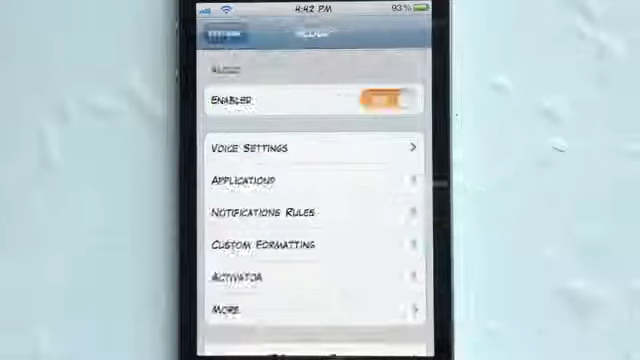 4:42 PM
93%
Enabled
Voice Settings
Applications
Notifications Rules
Custom Formatting
Activator
More